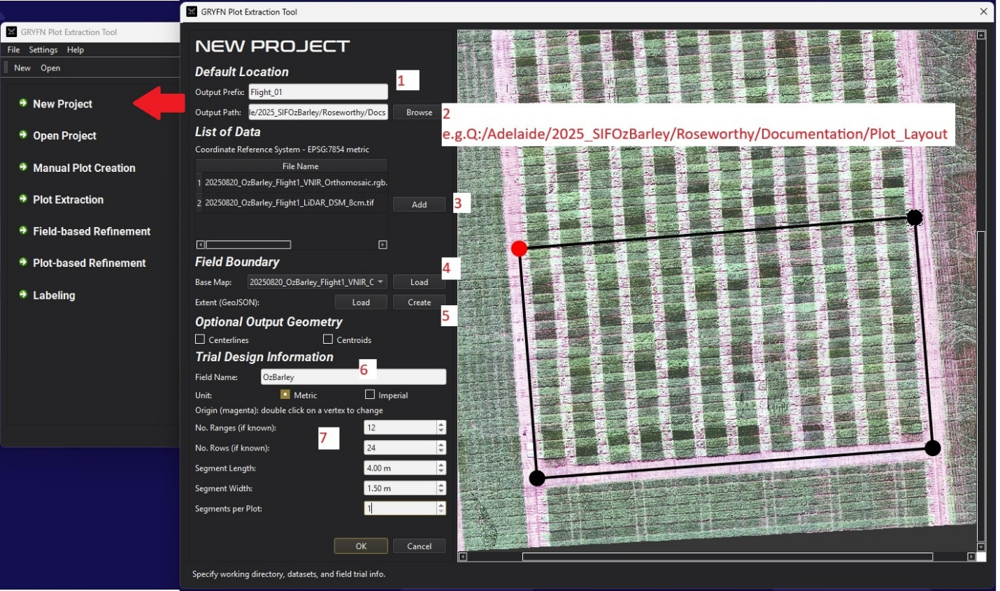 GRYFN Plot Extraction Tool
File Settings Help
New Open
New Project
Open Project
Manual Plot Creation
Plot Extraction
Field-based Refinement
Plot-based Refinement
Labeling
GRYFN Plot Extraction Tool
NEW PROJECT
Default Location
1
Output Prefix: Flight_01
Output Path: le/2025_SIFOzBarley/Roseworthy/Docs Browse
2
e.g.Q:/Adelaide/2025_SIFOzBarley/Roseworthy/Documentation/Plot_Layout
List of Data
Coordinate Reference System - EPSG:7854 metric
File Name
1 20250820_OzBarley_Flight1_VNIR_Orthomosaic.rgb.
2 20250820_OzBarley_Flight1_LiDAR_DSM_8cm.tif
Add 3
Field Boundary
4
Base Map: 20250820_OzBarley_Flight1_VNIR_C Load
Extent (GeoJSON): Load Create
5
Optional Output Geometry
Centerlines Centroids
Trial Design Information
6
Field Name: OzBarley
Unit: Metric Imperial
Origin (magenta): double click on a vertex to change
No. Ranges (if known): 12
7
No. Rows (if known): 24
Segment Length: 4.00 m
Segment Width: 1.50 m
Segments per Plot: 1
OK Cancel
Specify working directory, datasets, and field trial info.